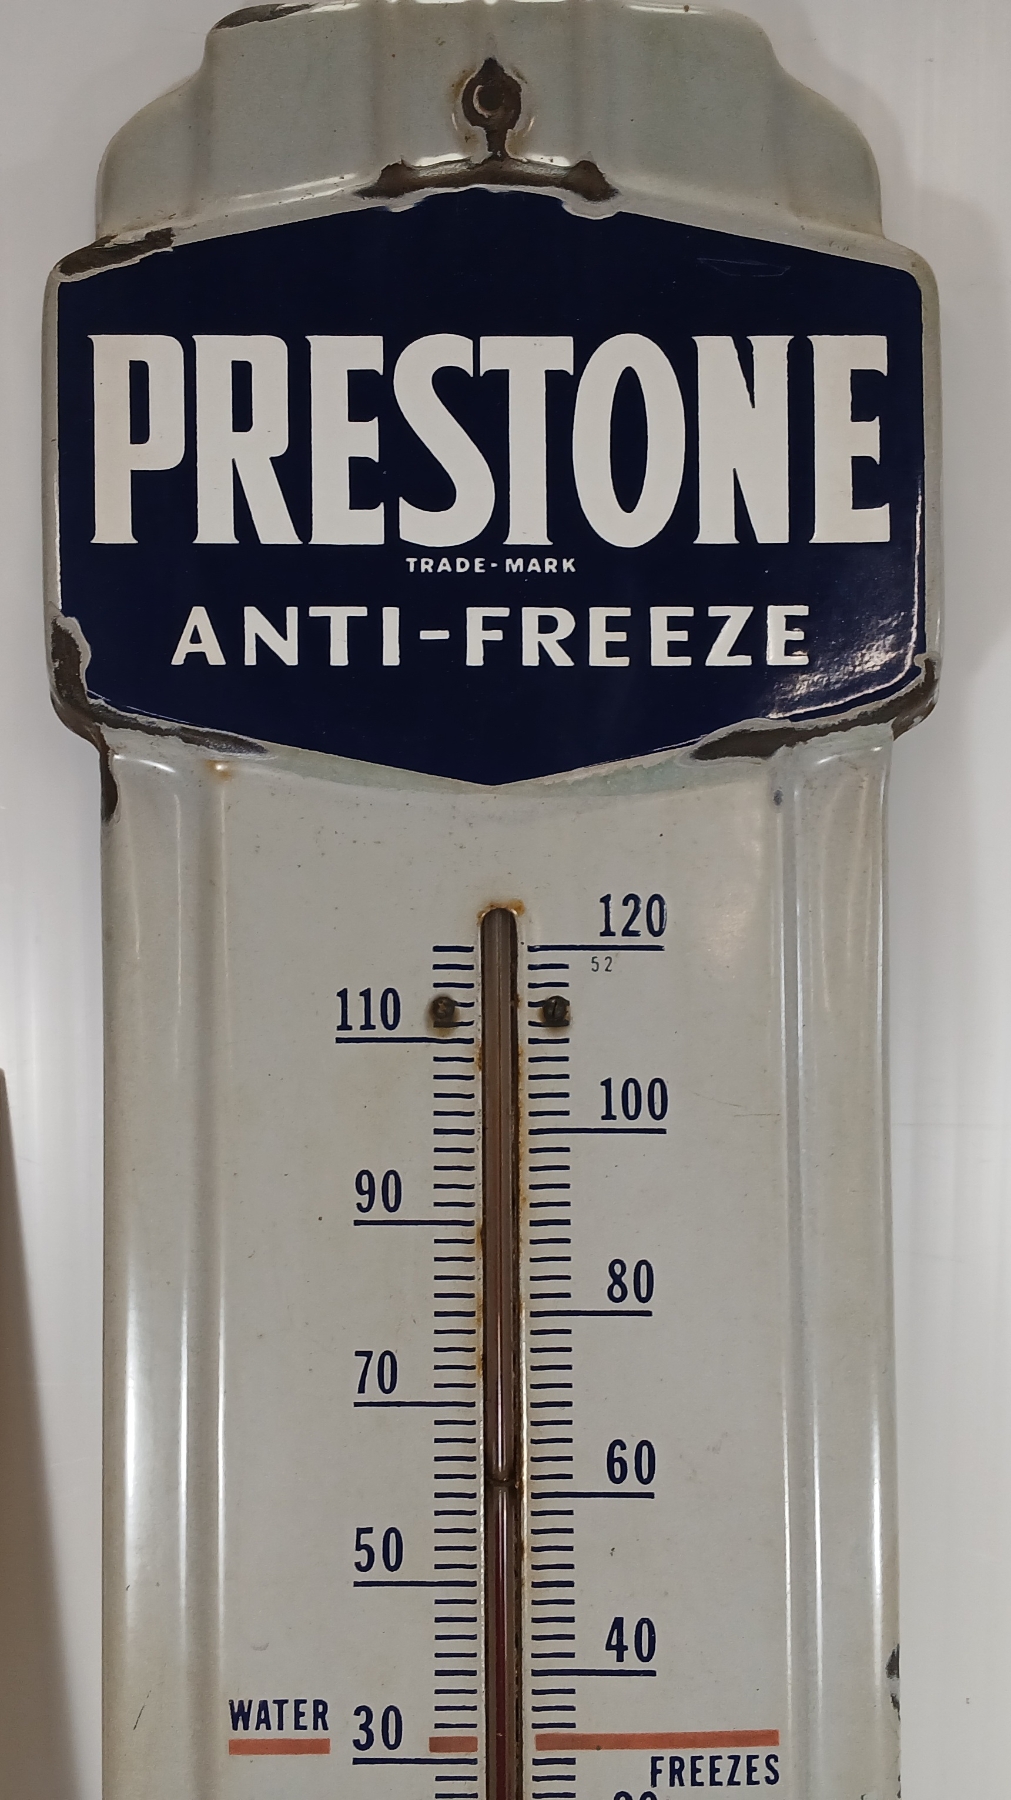 PRESTONE
TRADE-MARK
ANTI-FREEZE
120
52
110
100
90
80
70
60
50
40
WATER 30
FREEZES